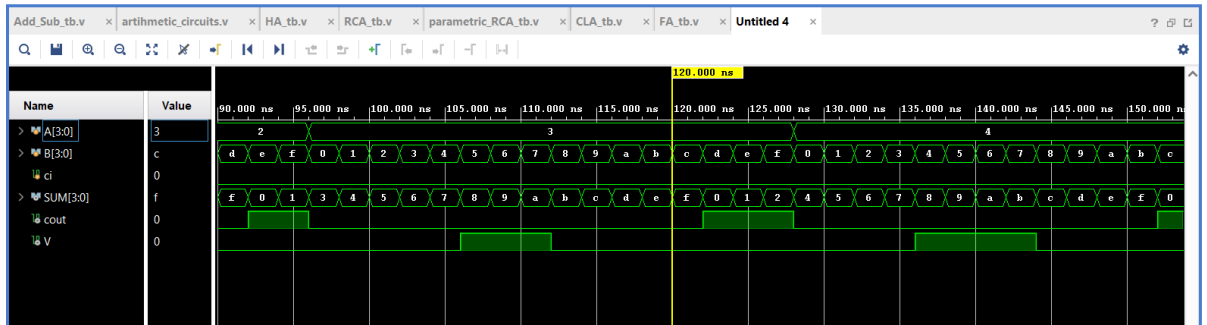 Add_Sub_tb.v × artihmetic_circuits.v × HA_tb.v × RCA_tb.v × parametric_RCA_tb.v × CLA_tb.v × FA_tb.v × Untitled 4 × ?
120.000 ns
Name Value 90.000 ns 95.000 ns 100.000 ns 105.000 ns 110.000 ns 115.000 ns 120.000 ns 125.000 ns 130.000 ns 135.000 ns 140.000 ns 145.000 ns 150.000 n
> A[3:0] 3 2 3 4
> B[3:0] c d e f 0 1 2 3 4 5 6 7 8 9 a b c d e f 0 1 2 3 4 5 6 7 8 9 a b c
ci 0
> SUM[3:0] f f 0 1 3 4 5 6 7 8 9 a b c d e f 0 1 2 4 5 6 7 8 9 a b c d e f 0
cout 0
V 0